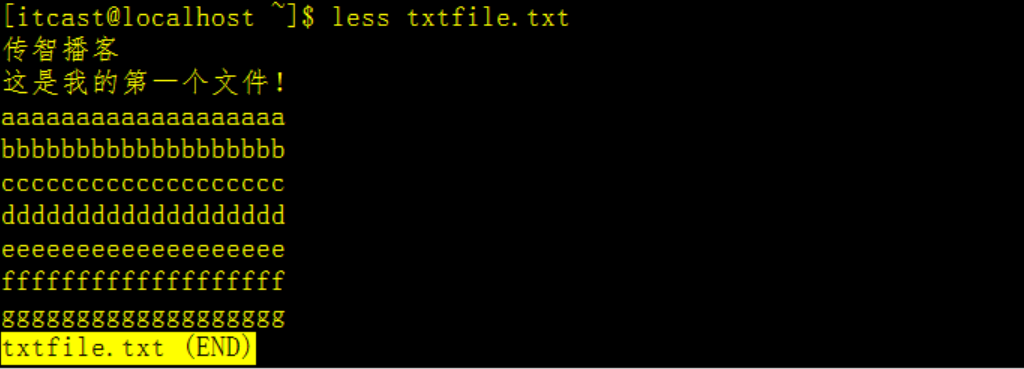 [itcast@localhost ~]$ less txtfile.txt
传智播客
这是我的第一个文件!
aaaaaaaaaaaaaaaaaaa
bbbbbbbbbbbbbbbbbbb
ccccccccccccccccccc
ddddddddddddddddddd
eeeeeeeeeeeeeeeeeee
fffffffffffffffffff
ggggggggggggggggggg
txtfile.txt (END)